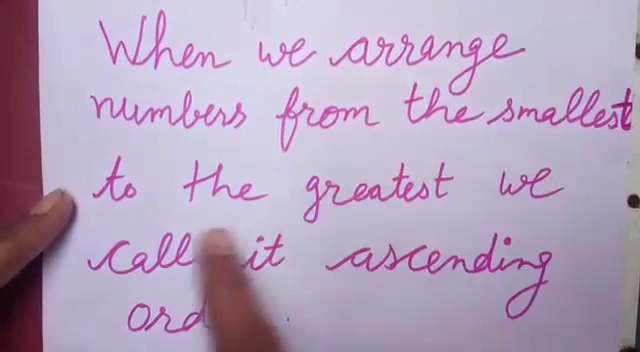 When we arrange
numbers from the smallest
to the greatest we
call it ascending